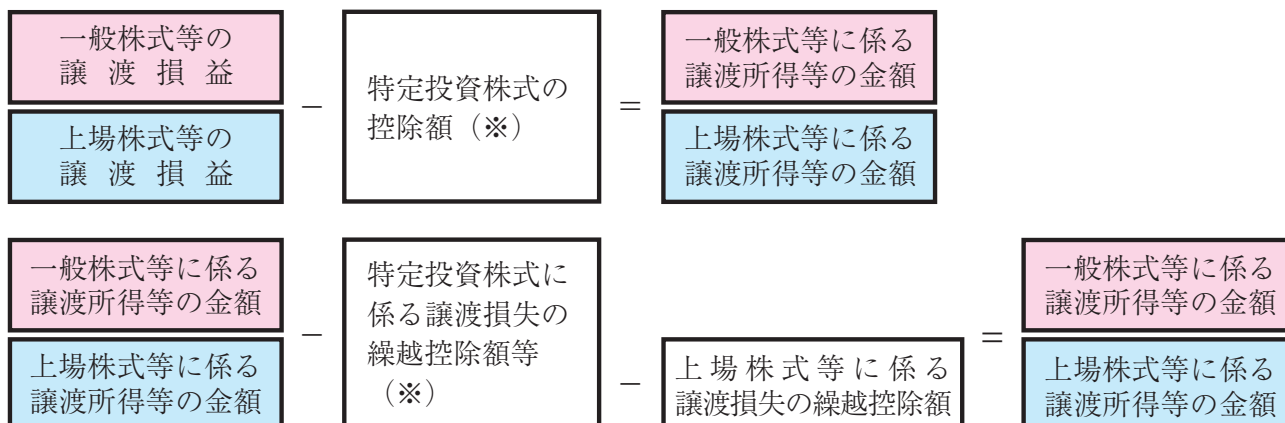 一般株式等の
譲渡損益
上場株式等の
譲渡損益
−
特定投資株式の
控除額（※）
=
一般株式等に係る
譲渡所得等の金額
上場株式等に係る
譲渡所得等の金額
一般株式等に係る
譲渡所得等の金額
上場株式等に係る
譲渡所得等の金額
−
特定投資株式に
係る譲渡損失の
繰越控除額等
（※）
−
上場株式等に係る
譲渡損失の繰越控除額
=
一般株式等に係る
譲渡所得等の金額
上場株式等に係る
譲渡所得等の金額